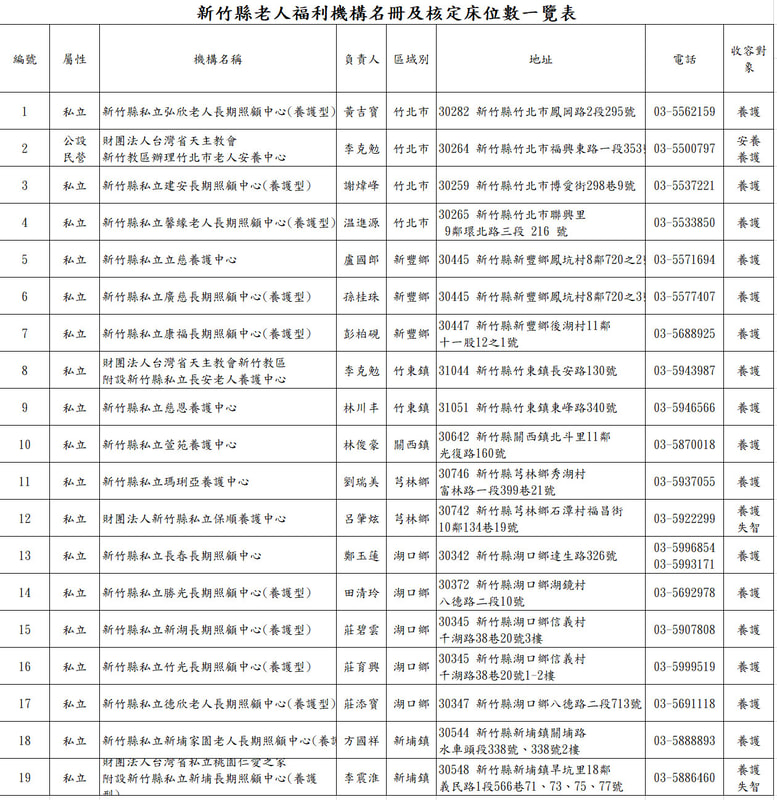 新竹縣老人福利機構名冊及核定床位數一覽表
編號 屬性 機構名稱 負責人 區域別 地址 電話 收容對象
1 私立 新竹縣私立弘欣老人長期照顧中心(養護型) 黃吉寶 竹北市 30282 新竹縣竹北市鳳岡路2段295號 03-5562159 養護
2 公設民營 財團法人台灣省天主教會
新竹教區辦理竹北市老人安養中心 李克勉 竹北市 30264 新竹縣竹北市福興東路一段353 03-5500797 安養
養護
3 私立 新竹縣私立建安長期照顧中心(養護型) 謝煒峰 竹北市 30259 新竹縣竹北市博愛街298巷9號 03-5537221 養護
4 私立 新竹縣私立馨緣老人長期照顧中心(養護型) 温進源 竹北市 30265 新竹縣竹北市聯興里
9鄰環北路三段 216 號 03-5533850 養護
5 私立 新竹縣私立立慈養護中心 盧國郎 新豐鄉 30445 新竹縣新豐鄉鳳坑村8鄰720之2 03-5571694 養護
6 私立 新竹縣私立廣慈長期照顧中心(養護型) 孫桂珠 新豐鄉 30445 新竹縣新豐鄉鳳坑村8鄰720之3 03-5577407 養護
7 私立 新竹縣私立康福長期照顧中心(養護型) 彭柏硯 新豐鄉 30447 新竹縣新豐鄉後湖村11鄰
十一股12之1號 03-5688925 養護
8 私立 財團法人台灣省天主教會新竹教區
附設新竹縣私立長安老人養護中心 李克勉 竹東鎮 31044 新竹縣竹東鎮長安路130號 03-5943987 養護
9 私立 新竹縣私立慈恩養護中心 林川丰 竹東鎮 31051 新竹縣竹東鎮東峰路340號 03-5946566 養護
10 私立 新竹縣私立萱苑養護中心 林俊豪 關西鎮 30642 新竹縣關西鎮北斗里11鄰
光復路160號 03-5870018 養護
11 私立 新竹縣私立瑪琍亞養護中心 劉瑞美 芎林鄉 30746 新竹縣芎林鄉秀湖村
富林路一段399巷21號 03-5937055 養護
12 私立 財團法人新竹縣私立保順養護中心 呂肇炫 芎林鄉 30742 新竹縣芎林鄉石潭村福昌街
10鄰134巷19號 03-5922299 養護
失智
13 私立 新竹縣私立長春長期照顧中心 鄭玉蓮 湖口鄉 30342 新竹縣湖口鄉達生路326號 03-5996854
03-5993171 養護
14 私立 新竹縣私立勝光長期照顧中心(養護型) 田清玲 湖口鄉 30372 新竹縣湖口鄉湖鏡村
八德路二段10號 03-5692978 養護
15 私立 新竹縣私立新湖長期照顧中心(養護型) 莊碧雲 湖口鄉 30345 新竹縣湖口鄉信義村
千湖路38巷20號3樓 03-5907808 養護
16 私立 新竹縣私立竹光長期照顧中心(養護型) 莊育興 湖口鄉 30345 新竹縣湖口鄉信義村
千湖路38巷20號1-2樓 03-5999519 養護
17 私立 新竹縣私立德欣老人長期照顧中心(養護型) 莊添寶 湖口鄉 30347 新竹縣湖口鄉八德路二段713號 03-5691118 養護
18 私立 新竹縣私立新埔家園老人長期照顧中心(養 方國祥 新埔鎮 30544 新竹縣新埔鎮關埔路
水車頭段338號、338號2樓 03-5888893 養護
19 私立 財團法人台灣省私立桃園仁愛之家
附設新竹縣私立新埔長期照顧中心(養護
型) 李震淮 新埔鎮 30548 新竹縣新埔鎮旱坑里18鄰
義民路1段566巷71、73、75、77號 03-5886460 養護
失智